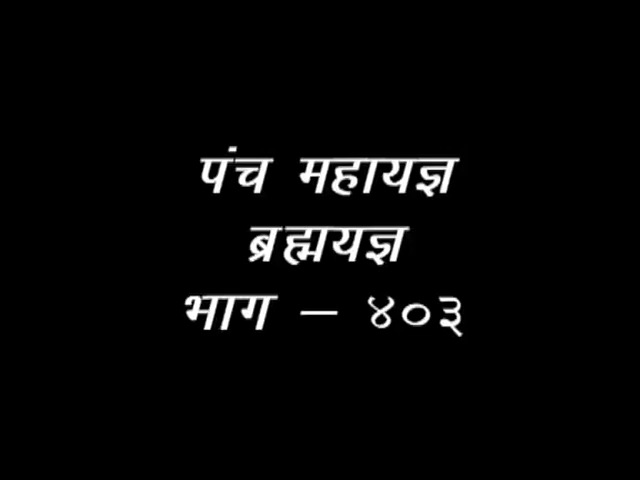 पंच महायज्ञ
ब्रह्मयज्ञ
भाग – ४०३